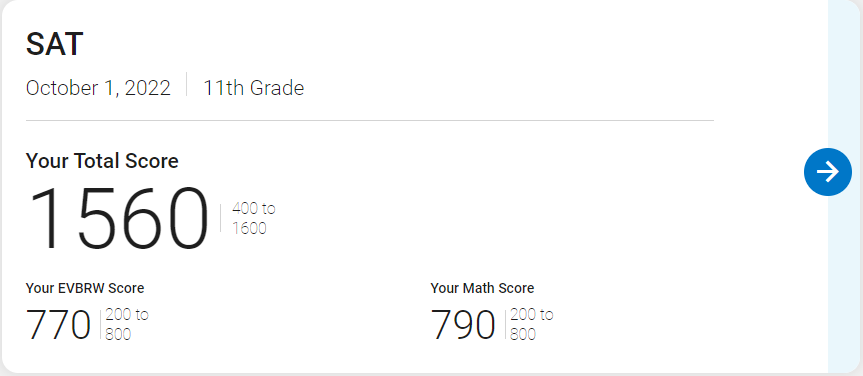 SAT
October 1, 2022 11th Grade
Your Total Score
1560 400 to
1600
Your EVBRW Score
770 200 to
800
Your Math Score
790 200 to
800